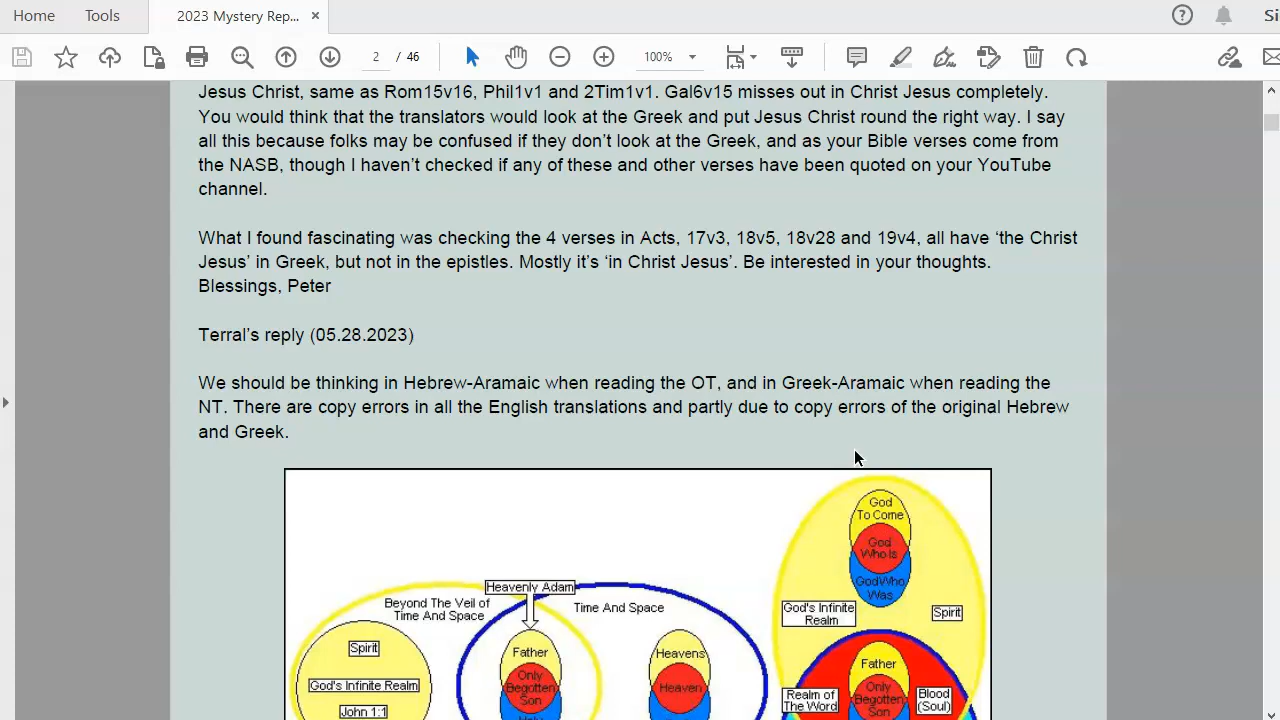 Home Tools 2023 Mystery Rep... ×
2 / 46 100%
Jesus Christ, same as Rom15v16, Phil1v1 and 2Tim1v1. Gal6v15 misses out in Christ Jesus completely.
You would think that the translators would look at the Greek and put Jesus Christ round the right way. I say
all this because folks may be confused if they don’t look at the Greek, and as your Bible verses come from
the NASB, though I haven’t checked if any of these and other verses have been quoted on your YouTube
channel.
What I found fascinating was checking the 4 verses in Acts, 17v3, 18v5, 18v28 and 19v4, all have ‘the Christ
Jesus’ in Greek, but not in the epistles. Mostly it’s ‘in Christ Jesus’. Be interested in your thoughts.
Blessings, Peter
Terral’s reply (05.28.2023)
We should be thinking in Hebrew-Aramaic when reading the OT, and in Greek-Aramaic when reading the
NT. There are copy errors in all the English translations and partly due to copy errors of the original Hebrew
and Greek.
Heavenly Adam
Beyond The Veil of
Time And Space
Time And Space
Spirit
God's Infinite Realm
John 1:1
Father
Only
Begotten
Son
Heavens
Heaven
God
To Come
God
Who Is
God Who
Was
God's Infinite
Realm
Spirit
Father
Only
Begotten
Son
Realm of
The Word
Blood
(Soul)